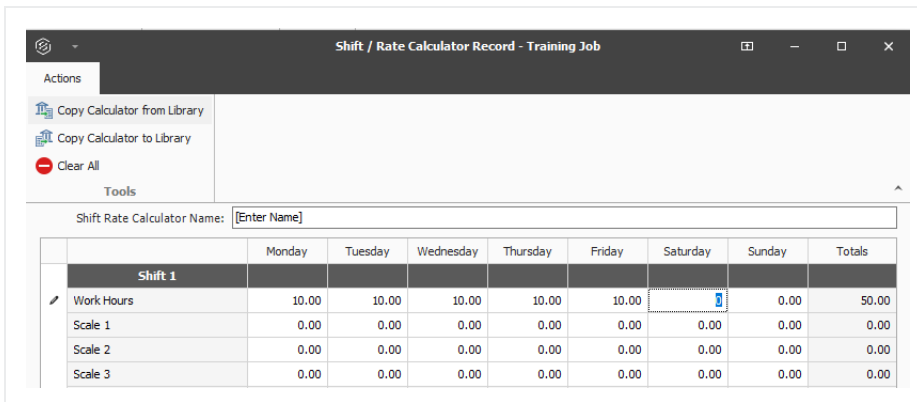 Shift / Rate Calculator Record - Training Job
Actions
Copy Calculator from Library
Copy Calculator to Library
Clear All
Tools
Shift Rate Calculator Name: [Enter Name]
Monday Tuesday Wednesday Thursday Friday Saturday Sunday Totals
Shift 1
Work Hours 10.00 10.00 10.00 10.00 10.00 0 0.00 50.00
Scale 1 0.00 0.00 0.00 0.00 0.00 0.00 0.00 0.00
Scale 2 0.00 0.00 0.00 0.00 0.00 0.00 0.00 0.00
Scale 3 0.00 0.00 0.00 0.00 0.00 0.00 0.00 0.00